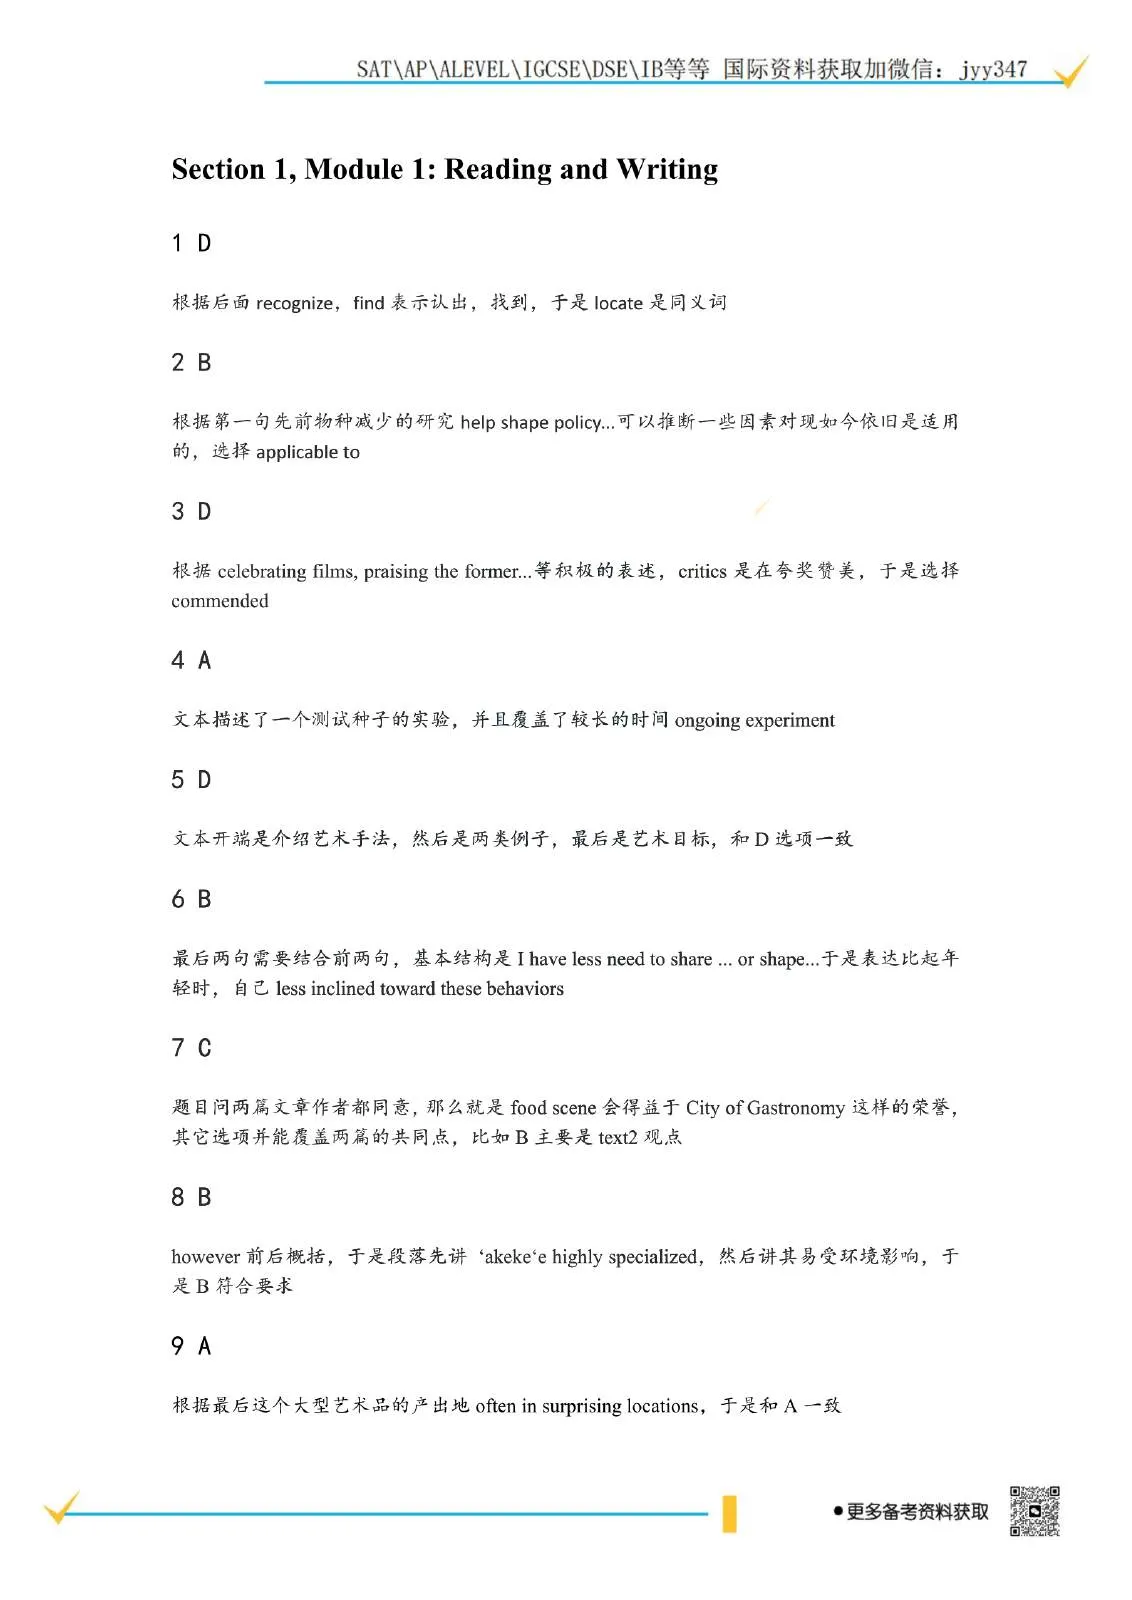 SAT\AP\ALEVEL\IGCSE\DSE\IB等等 国际资料获取加微信：jyy347
Section 1, Module 1: Reading and Writing
1 D
根据后面 recognize，find 表示认出，找到，于是 locate 是同义词
2 B
根据第一句先前物种减少的研究 help shape policy...可以推断一些因素对现如今依旧是适用
的，选择 applicable to
3 D
根据 celebrating films, praising the former...等积极的表述，critics 是在夸奖赞美，于是选择
commended
4 A
文本描述了一个测试种子的实验，并且覆盖了较长的时间 ongoing experiment
5 D
文本开端是介绍艺术手法，然后是两类例子，最后是艺术目标，和 D 选项一致
6 B
最后两句需要结合前两句，基本结构是 I have less need to share ... or shape...于是表达比起年
轻时，自己 less inclined toward these behaviors
7 C
题目问两篇文章作者都同意，那么就是 food scene 会得益于 City of Gastronomy 这样的荣誉，
其它选项并能覆盖两篇的共同点，比如 B 主要是 text2 观点
8 B
however 前后概括，于是段落先讲‘akeke‘e highly specialized，然后讲其易受环境影响，于
是 B 符合要求
9 A
根据最后这个大型艺术品的产出地 often in surprising locations，于是和 A 一致
●更多备考资料获取